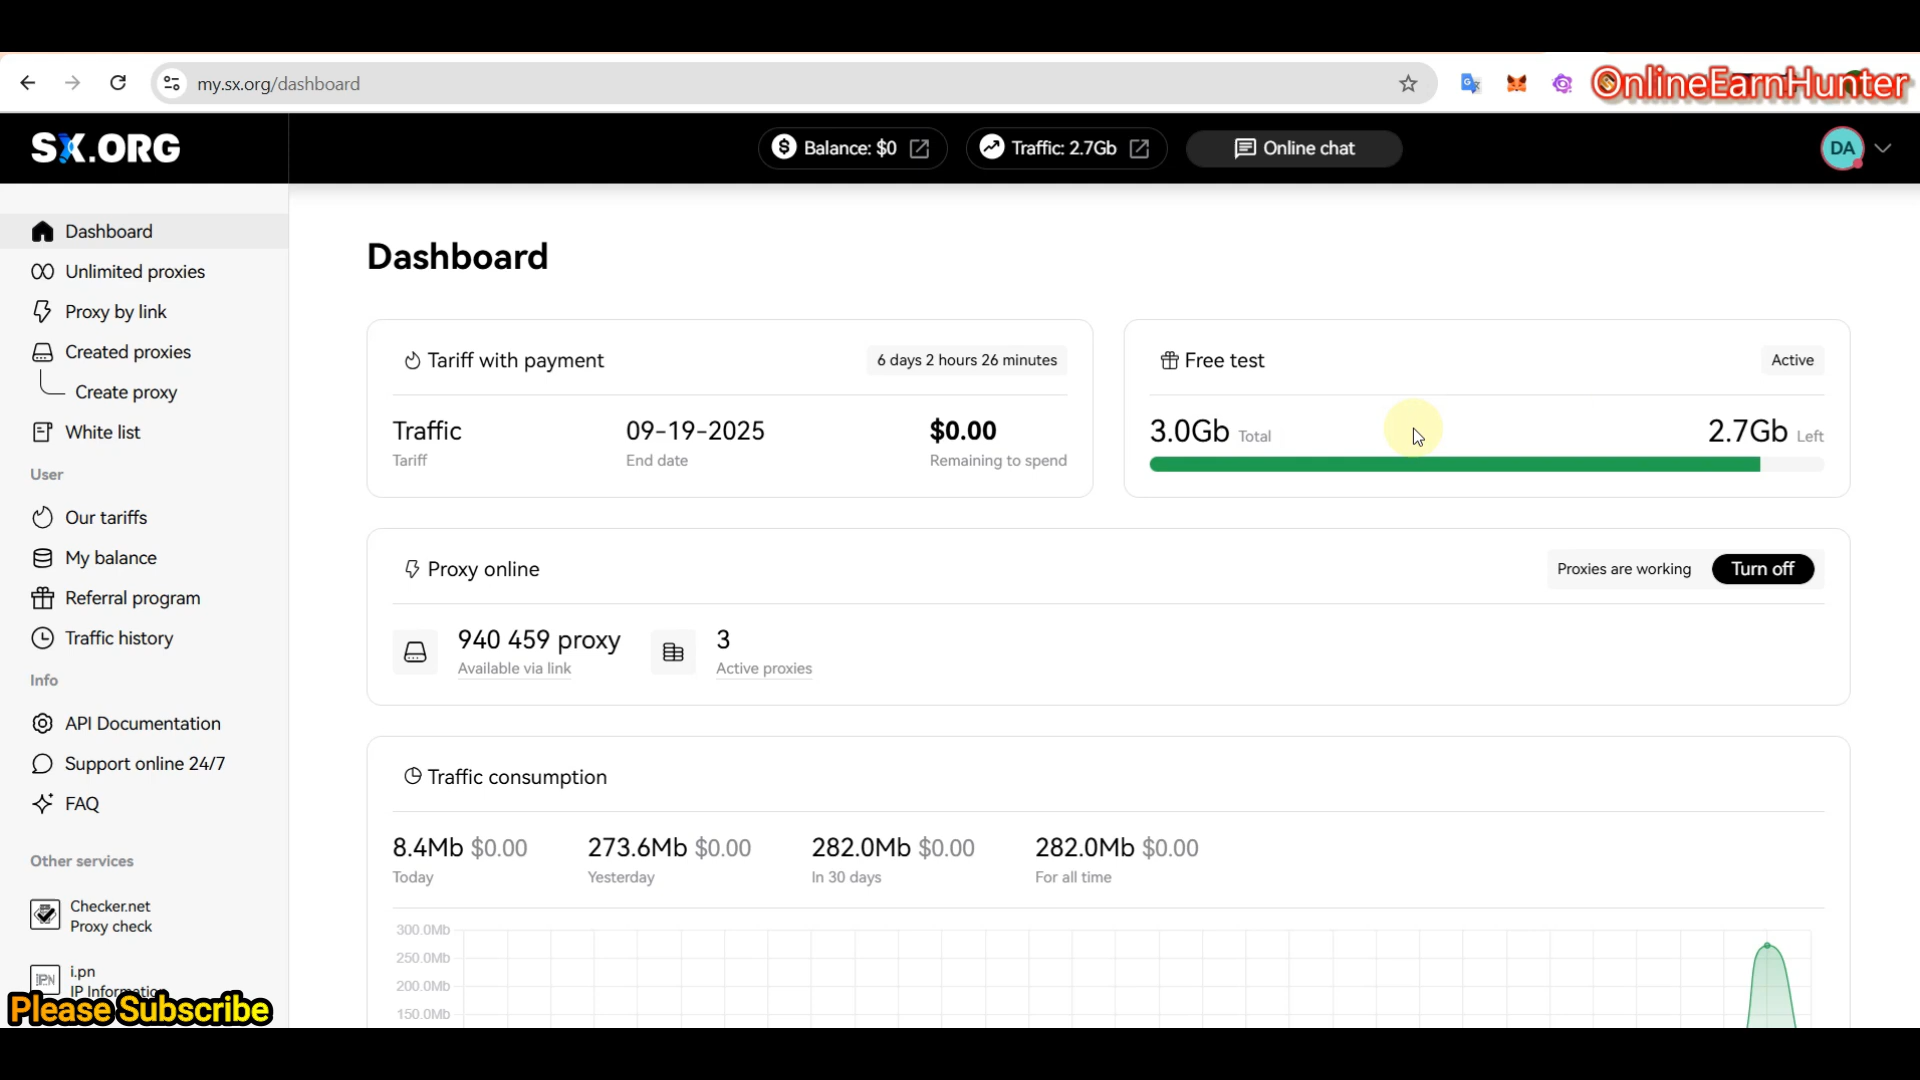 my.sx.org/dashboard
OnlineEarnHunter
SX.ORG
Balance: $0
Traffic: 2.7Gb
Online chat
DA
Dashboard
Unlimited proxies
Proxy by link
Created proxies
Create proxy
White list
User
Our tariffs
My balance
Referral program
Traffic history
Info
API Documentation
Support online 24/7
FAQ
Other services
Checker.net
Proxy check
IPN
i.pn
IP Information
Please Subscribe
Dashboard
Tariff with payment
6 days 2 hours 26 minutes
Traffic
Tariff
09-19-2025
End date
$0.00
Remaining to spend
Free test
Active
3.0Gb Total
2.7Gb Left
Proxy online
Proxies are working
Turn off
940 459 proxy
Available via link
3
Active proxies
Traffic consumption
8.4Mb $0.00
Today
273.6Mb $0.00
Yesterday
282.0Mb $0.00
In 30 days
282.0Mb $0.00
For all time
300.0Mb
250.0Mb
200.0Mb
150.0Mb